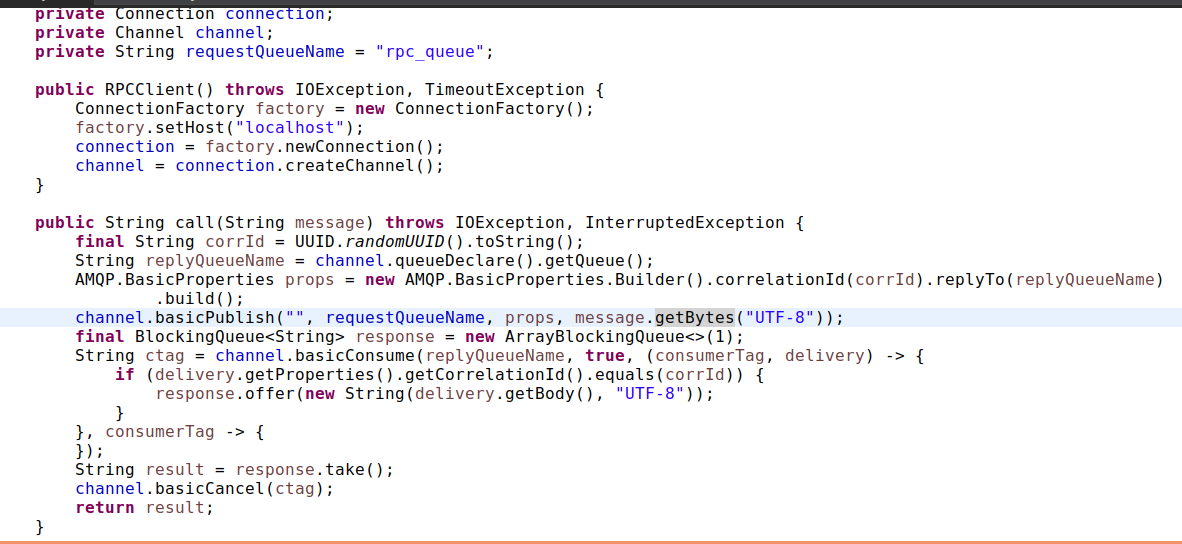 private Connection connection;
private Channel channel;
private String requestQueueName = "rpc_queue";
public RPCClient() throws IOException, TimeoutException {
ConnectionFactory factory = new ConnectionFactory();
factory.setHost("localhost");
connection = factory.newConnection();
channel = connection.createChannel();
}
public String call(String message) throws IOException, InterruptedException {
final String corrId = UUID.randomUUID().toString();
String replyQueueName = channel.queueDeclare().getQueue();
AMQP.BasicProperties props = new AMQP.BasicProperties.Builder().correlationId(corrId).replyTo(replyQueueName)
.build();
channel.basicPublish("", requestQueueName, props, message.getBytes("UTF-8"));
final BlockingQueue<String> response = new ArrayBlockingQueue<>(1);
String ctag = channel.basicConsume(replyQueueName, true, (consumerTag, delivery) -> {
if (delivery.getProperties().getCorrelationId().equals(corrId)) {
response.offer(new String(delivery.getBody(), "UTF-8"));
}
}, consumerTag -> {
});
String result = response.take();
channel.basicCancel(ctag);
return result;
}